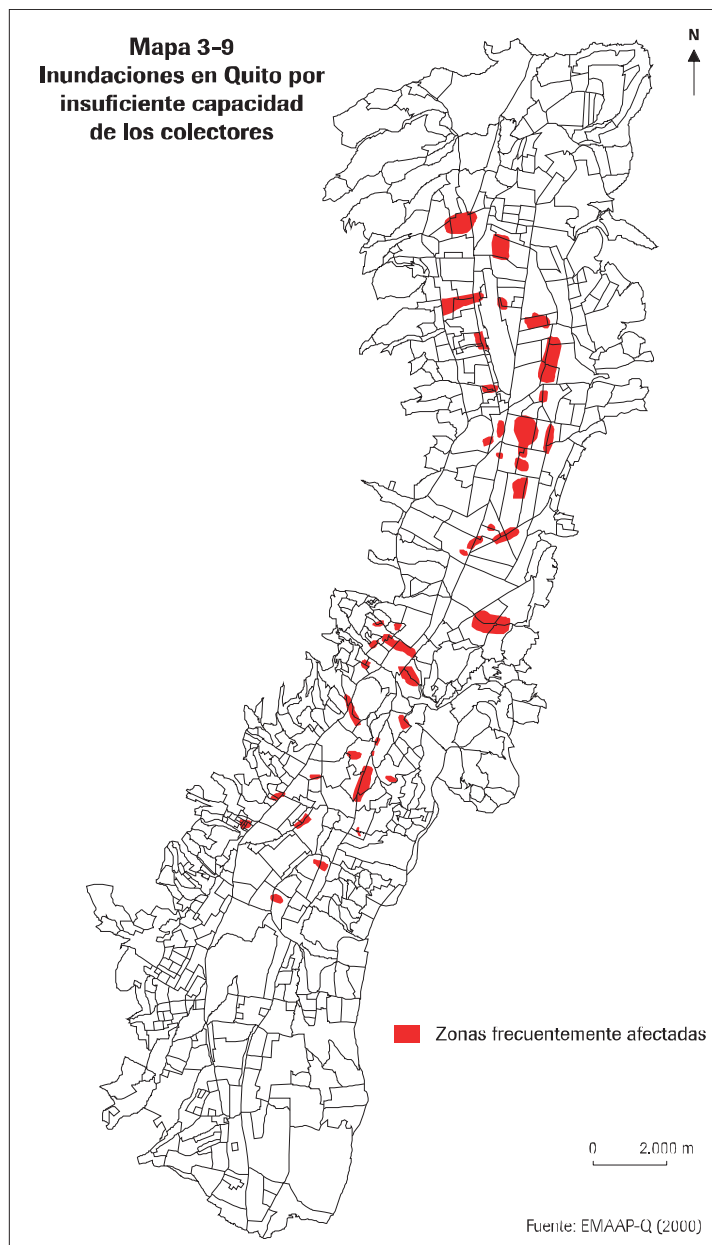 Mapa 3-9
Inundaciones en Quito por
insuficiente capacidad
de los colectores
N
Zonas frecuentemente afectadas
0 2.000 m
Fuente: EMAAP-Q (2000)